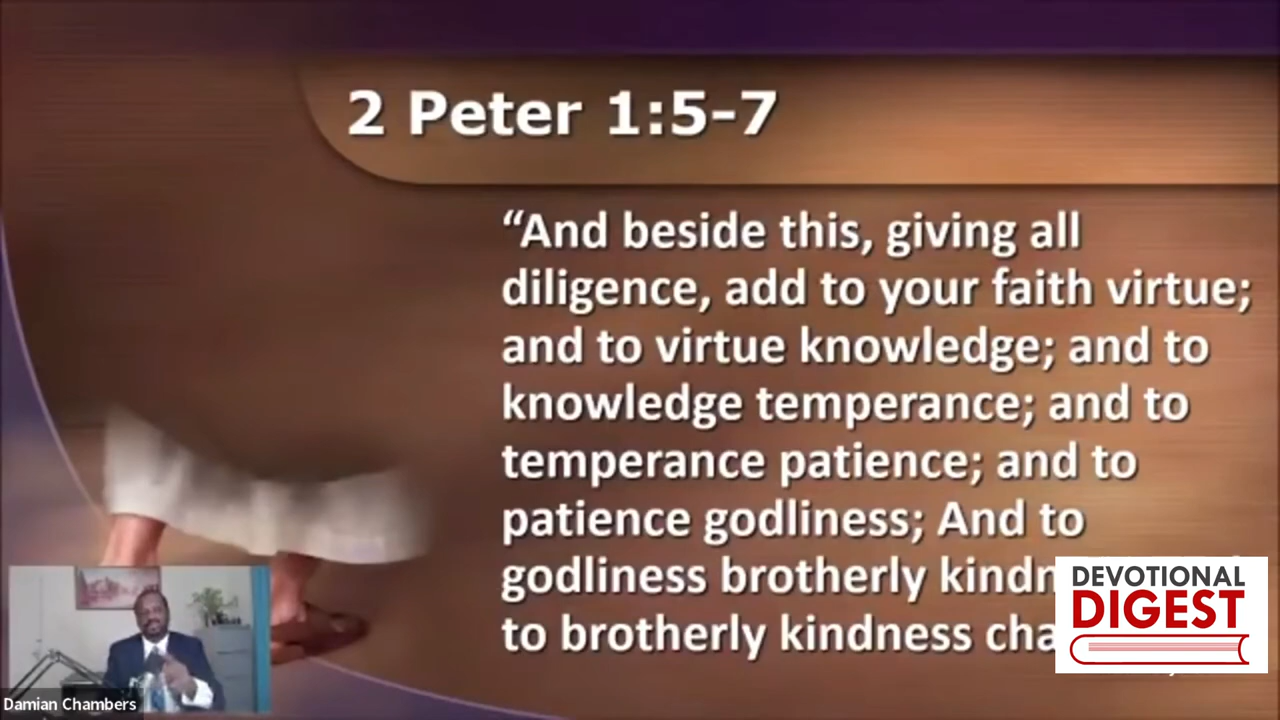 2 Peter 1:5-7
“And beside this, giving all
diligence, add to your faith virtue;
and to virtue knowledge; and to
knowledge temperance; and to
temperance patience; and to
patience godliness; And to
godliness brotherly
to brotherly kindness
DEVOTIONAL
DIGEST
Damian Chambers